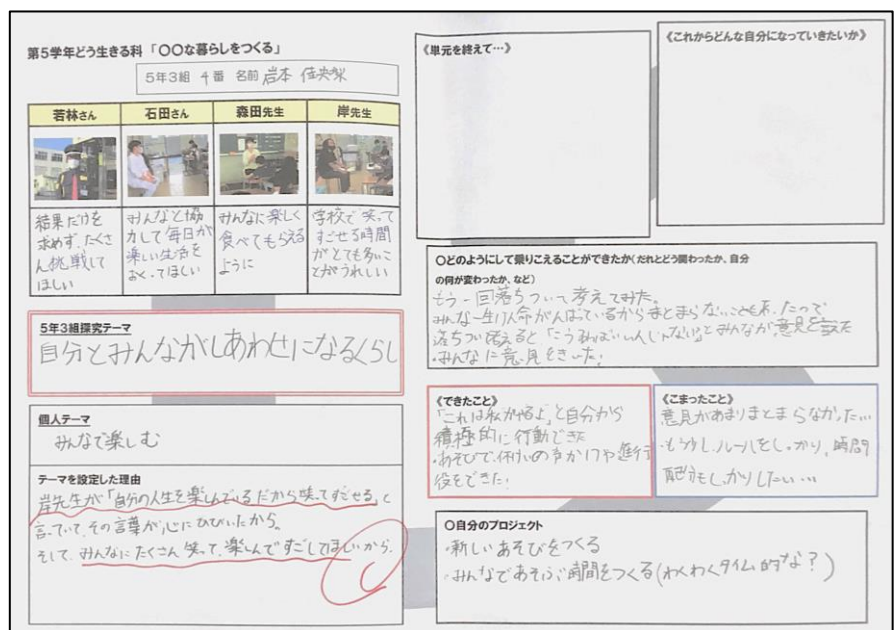 第5学年どう生きる科「〇〇な暮らしをつくる」
5年3組 4番 名前 岩本
若林さん
石田さん
森田先生
岸先生
結果だけを
求めず、たくさ
ん挑戦して
ほしい
みんなと協
力して毎日が
楽しい生活を
おくってほしい
みんなに楽しく
食べてもらえる
ように
学校で笑って
すごせる時間
がとても多いこ
とがうれしい
5年3組探究テーマ
自分とみんながしあわせになるくらし
個人テーマ
みんなで楽しむ
テーマを設定した理由
岸先生が「自分の人生を楽しんでいるだから笑ってすごせる」と
言っていて、その言葉が心にひびいたから。
そして、みんなにたくさん笑って、楽しんですごしてほしいから。
《単元を終えて…》
《これからどんな自分になっていきたいか》
〇どのようにして乗りこえることができたか(だれとどう関わったか、自分
の何が変わったか、など)
もう一回落ちついて考えてみた。
みんな一生けん命がんばっているからまとまらないことも
落ちついて考えると「こうすればいいんじゃない」とみんなが意見を
・みんなに意見をきいた!
《できたこと》
「これは私がやるよ」と自分から
積極的に行動できた
・あそびで休けいの声かけや進行
役をできた!
《こまったこと》
意見があまりまとまらなかった…
・もう少しルールをしっかり、時間
配分もしっかりしたい…
〇自分のプロジェクト
・新しいあそびをつくる
・みんなであそぶ時間をつくる(わくわくタイム的な?)